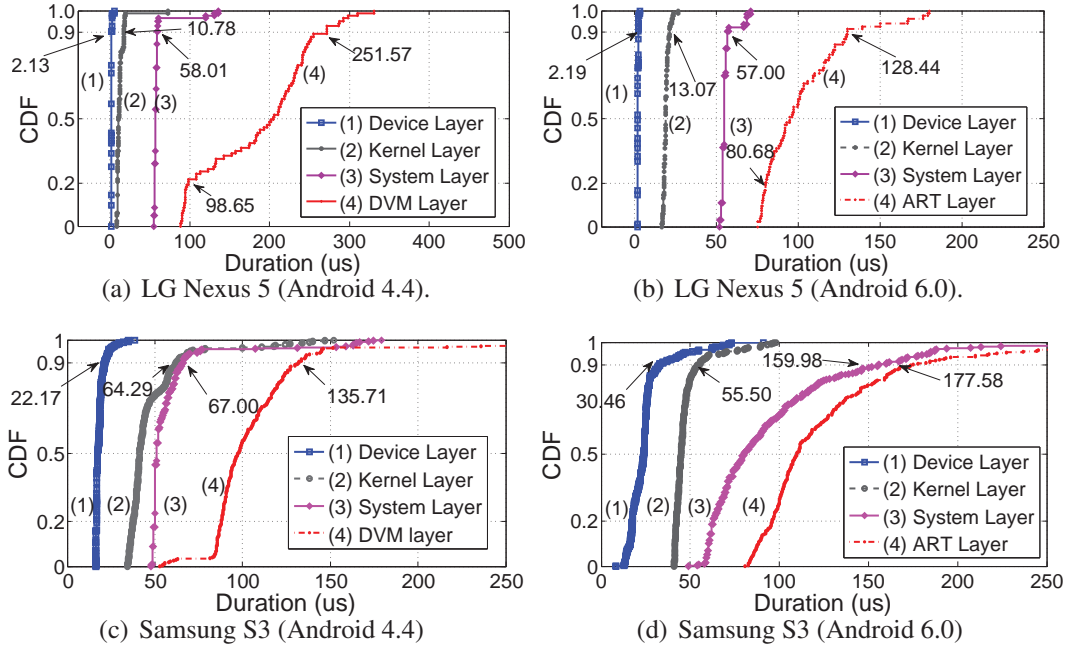 1
0.9
0.5
0.2
0
CDF
2.13
10.78
58.01
251.57
98.65
(1)
(2)
(3)
(4)
(1) Device Layer
(2) Kernel Layer
(3) System Layer
(4) DVM Layer
0 100 200 300 400 500
Duration (us)
(a) LG Nexus 5 (Android 4.4).
1
0.9
0.5
0.2
0
CDF
2.19
13.07
57.00
128.44
80.68
(1)
(2)
(3)
(4)
(1) Device Layer
(2) Kernel Layer
(3) System Layer
(4) ART Layer
0 50 100 150 200 250
Duration (us)
(b) LG Nexus 5 (Android 6.0).
1
0.9
0.5
0.2
0
CDF
22.17
64.29
67.00
135.71
(1)
(2)
(3)
(4)
(1) Device Layer
(2) Kernel Layer
(3) System Layer
(4) DVM layer
0 50 100 150 200 250
Duration (us)
(c) Samsung S3 (Android 4.4)
1
0.9
0.5
0.2
0
CDF
30.46
55.50
159.98
177.58
(1)
(2)
(3)
(4)
(1) Device Layer
(2) Kernel Layer
(3) System Layer
(4) ART Layer
0 50 100 150 200 250
Duration (us)
(d) Samsung S3 (Android 6.0)